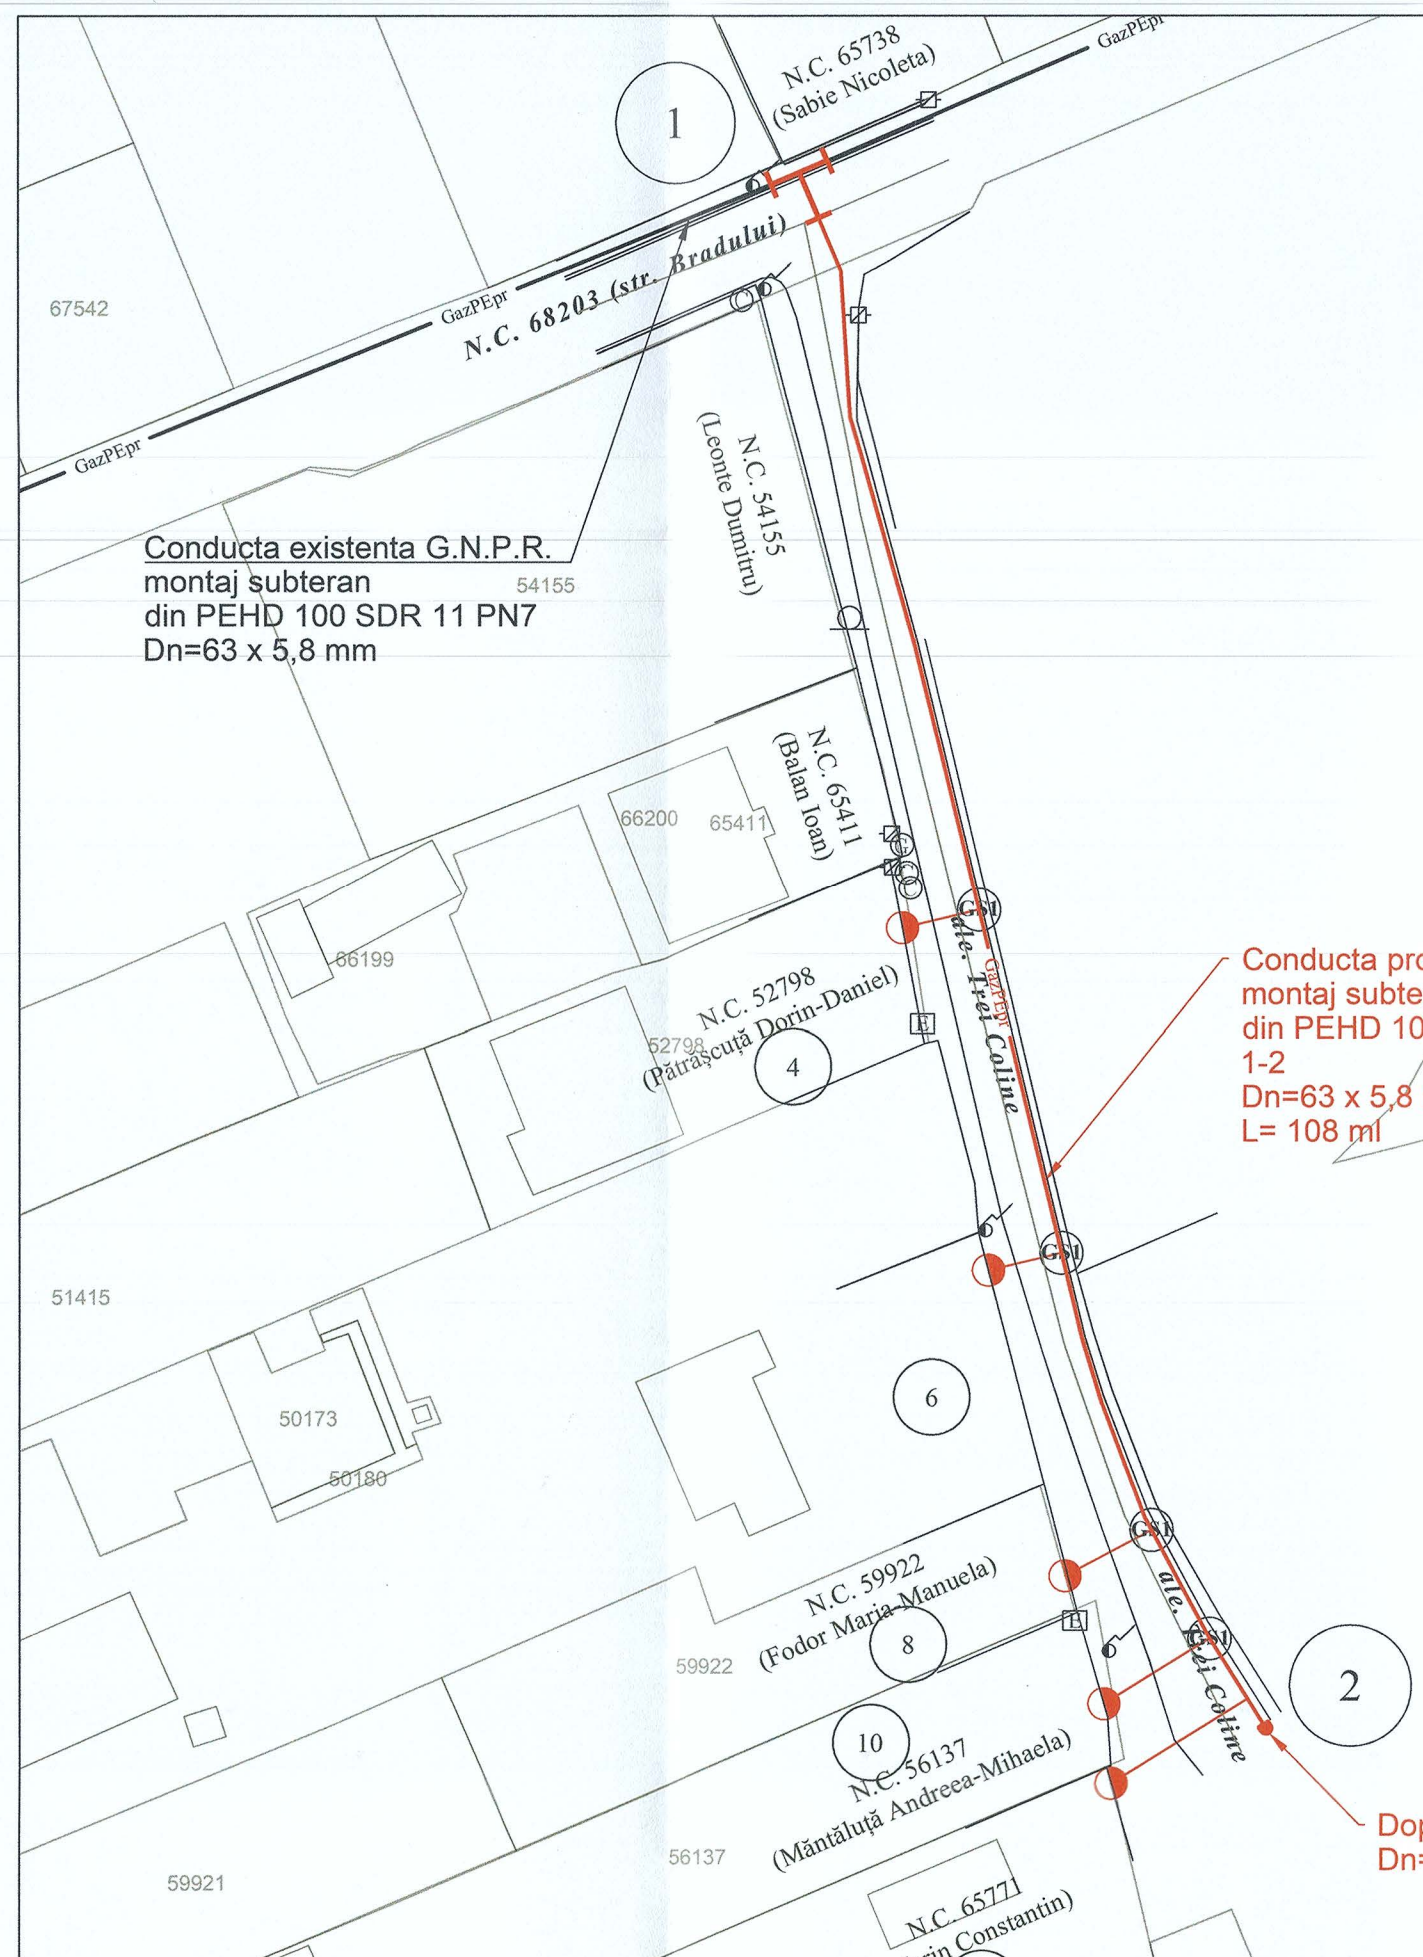 GazPEpr
N.C. 65738
(Sabie Nicoleta)
1
N.C. 68203 (str. Bradului)
67542
GazPEpr
GazPEpr
C
N.C. 54155
(Leonte Dumitru)
Conducta existenta G.N.P.R.
montaj subteran
din PEHD 100 SDR 11 PN7
Dn=63 x 5,8 mm
54155
N.C. 65411
(Balan Ioan)
66200
65411
C
C
GS1
66199
ale. Trei Coline
GazPEpr
Conducta pro
montaj subte
din PEHD 10
1-2
Dn=63 x 5,8
L= 108 ml
N.C. 52798
(Pătrășcuță Dorin-Daniel)
52798
4
E
GS1
51415
6
50173
50180
GS1
N.C. 59922
(Fodor Maria-Manuela)
8
E
59922
GS1
ale. Trei Coline
2
10
N.C. 56137
(Măntăluță Andreea-Mihaela)
56137
Dop
Dn=
59921
N.C. 65771
rin Constantin)